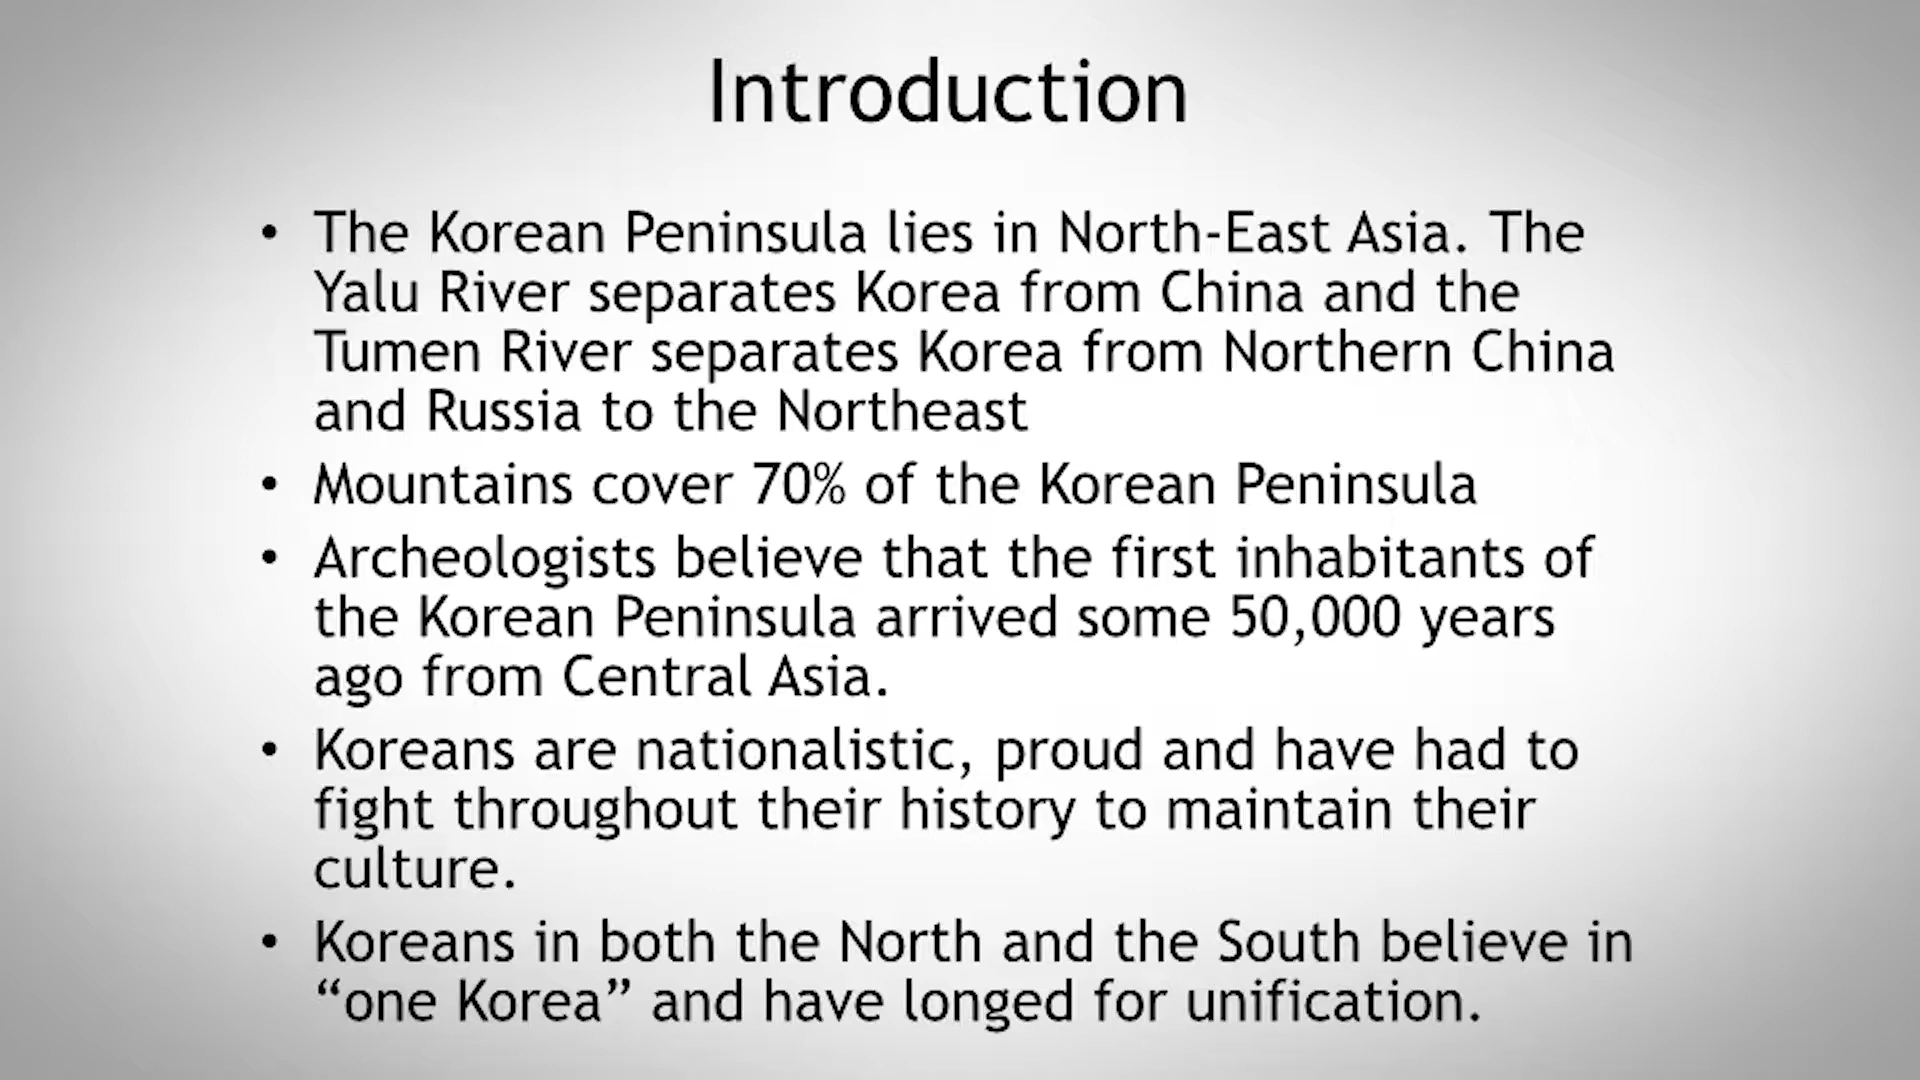 Introduction
• The Korean Peninsula lies in North-East Asia. The
Yalu River separates Korea from China and the
Tumen River separates Korea from Northern China
and Russia to the Northeast
• Mountains cover 70% of the Korean Peninsula
• Archeologists believe that the first inhabitants of
the Korean Peninsula arrived some 50,000 years
ago from Central Asia.
• Koreans are nationalistic, proud and have had to
fight throughout their history to maintain their
culture.
• Koreans in both the North and the South believe in
“one Korea” and have longed for unification.